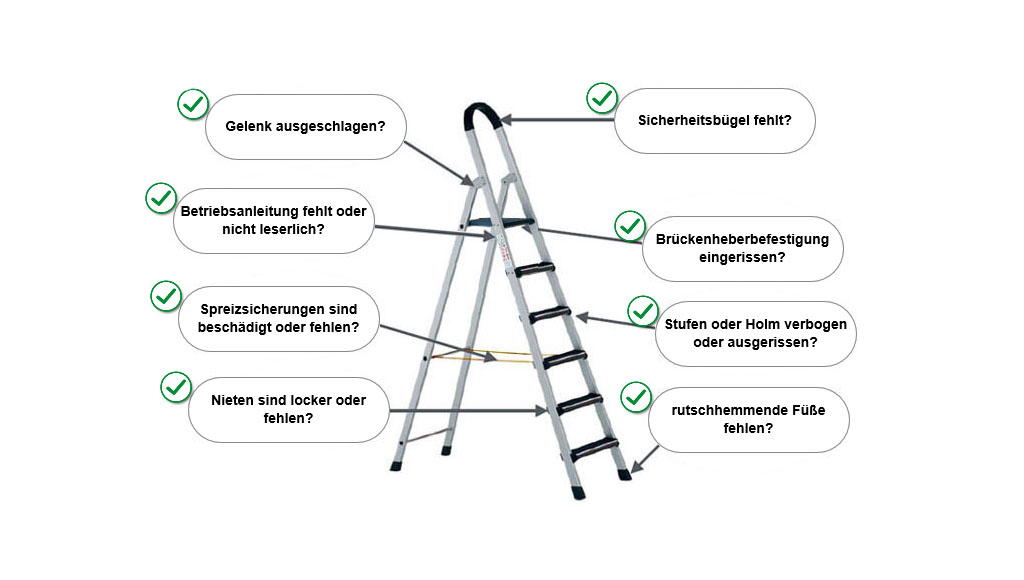 Gelenk ausgeschlagen?
Sicherheitsbügel fehlt?
Betriebsanleitung fehlt oder
nicht leserlich?
Brückenheberbefestigung
eingerissen?
Spreizsicherungen sind
beschädigt oder fehlen?
Stufen oder Holm verbogen
oder ausgerissen?
Nieten sind locker oder
fehlen?
rutschhemmende Füße
fehlen?